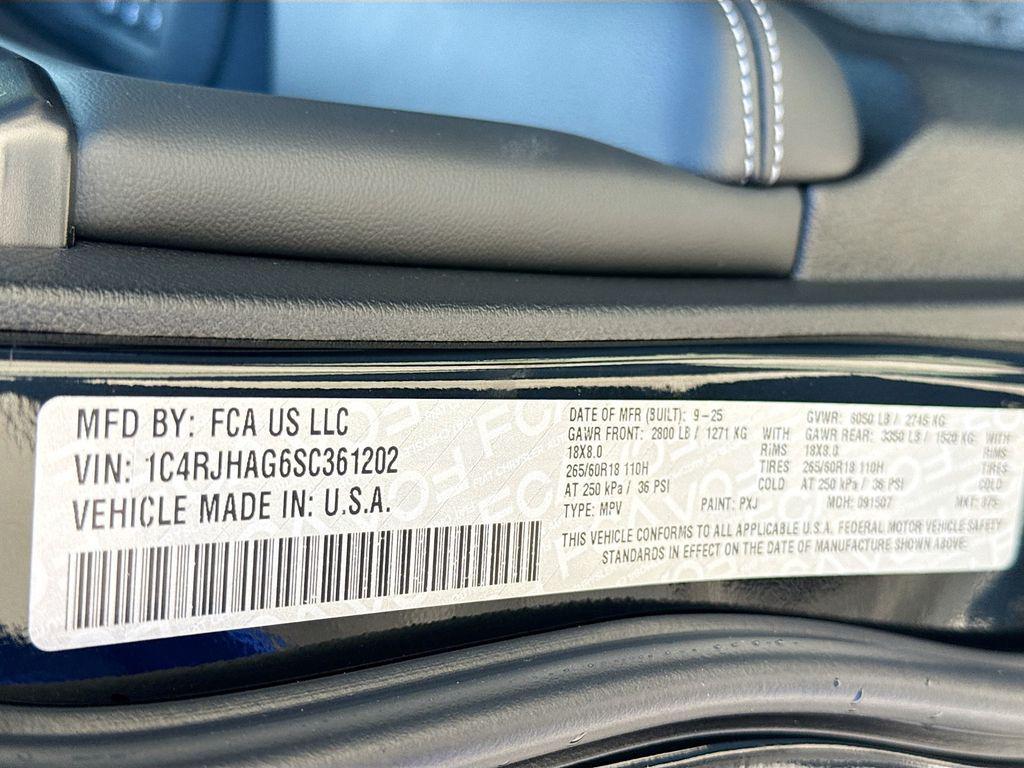 MFD BY: FCA US LLC
VIN: 1C4RJHAG6SC361202
VEHICLE MADE IN: U.S.A.
DATE OF MFR (BUILT): 9-25 GVWR: 6050 LB / 2745 KG
GAWR FRONT: 2800 LB / 1271 KG WITH GAWR REAR: 3350 LB / 1520 KG WITH
18X8.0 RIMS 18X8.0 RIMS
265/60R18 110H TIRES 265/60R18 110H TIRES
AT 250 kPa / 36 PSI COLD AT 250 kPa / 36 PSI COLD
TYPE: MPV PAINT: PXJ MDH: 091507 MKT: 875-
THIS VEHICLE CONFORMS TO ALL APPLICABLE U.S.A. FEDERAL MOTOR VEHICLE SAFETY
STANDARDS IN EFFECT ON THE DATE OF MANUFACTURE SHOWN ABOVE.